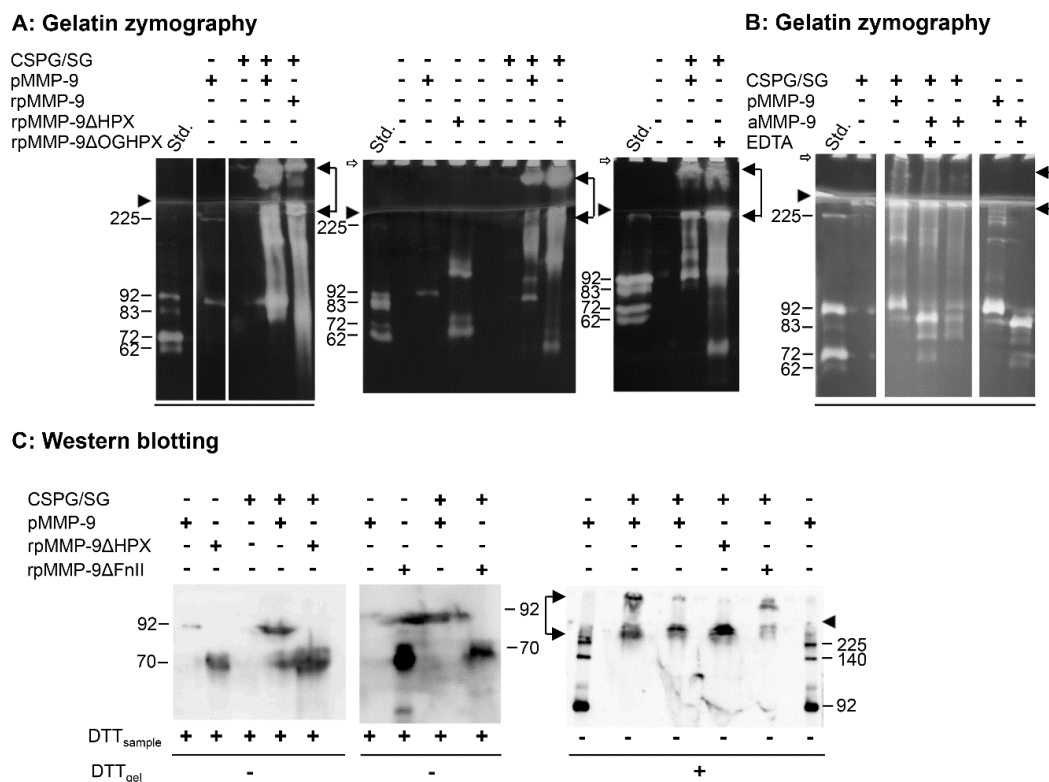 A: Gelatin zymography
CSPG/SG - + + + - - - - + + + - + +
pMMP-9 + - + - - + - - - + - - + -
rpMMP-9 - - - + - - - - - - - - - -
rpMMP-9ΔHPX - - - - - - + - - - + - - -
rpMMP-9ΔOGHPX - - - - - - - - - - - - - +
Std.
225
92
83
72
62
Std.
225
92
83
72
62
Std.
92
83
72
62
B: Gelatin zymography
CSPG/SG + + + + - -
pMMP-9 - + - - + -
aMMP-9 - - + + - +
EDTA - - + - - -
Std.
225
92
83
72
62
C: Western blotting
CSPG/SG - - + + + - - + + - + + + + -
pMMP-9 + - - + - + - + - + + + - - +
rpMMP-9ΔHPX - + - - + - - - - - - - + - -
rpMMP-9ΔFnII - - - - - - + - + - - - - + -
92
70
92
70
225
140
92
DTTsample + + + + + + + + + - - - - - -
DTTgel - - +